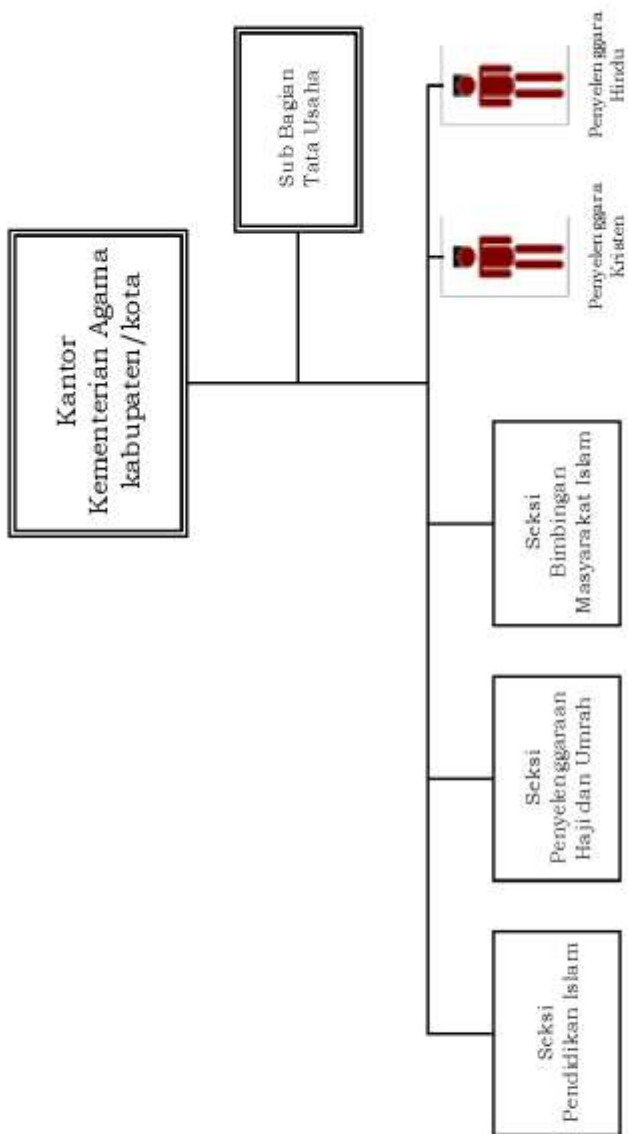 Kantor
Kementerian Agama
kabupaten/kota
Sub Bagian
Tata Usaha
Seksi
Pendidikan Islam
Seksi
Penyelenggaraan
Haji dan Umrah
Seksi
Bimbingan
Masyarakat Islam
Penyelenggara
Kristen
Penyelenggara
Hindu